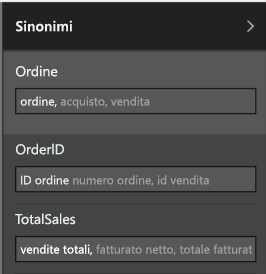 Sinonimi
Ordine
ordine, acquisto, vendita
OrderID
ID ordine numero ordine, id vendita
TotalSales
vendite totali, fatturato netto, totale fatturat